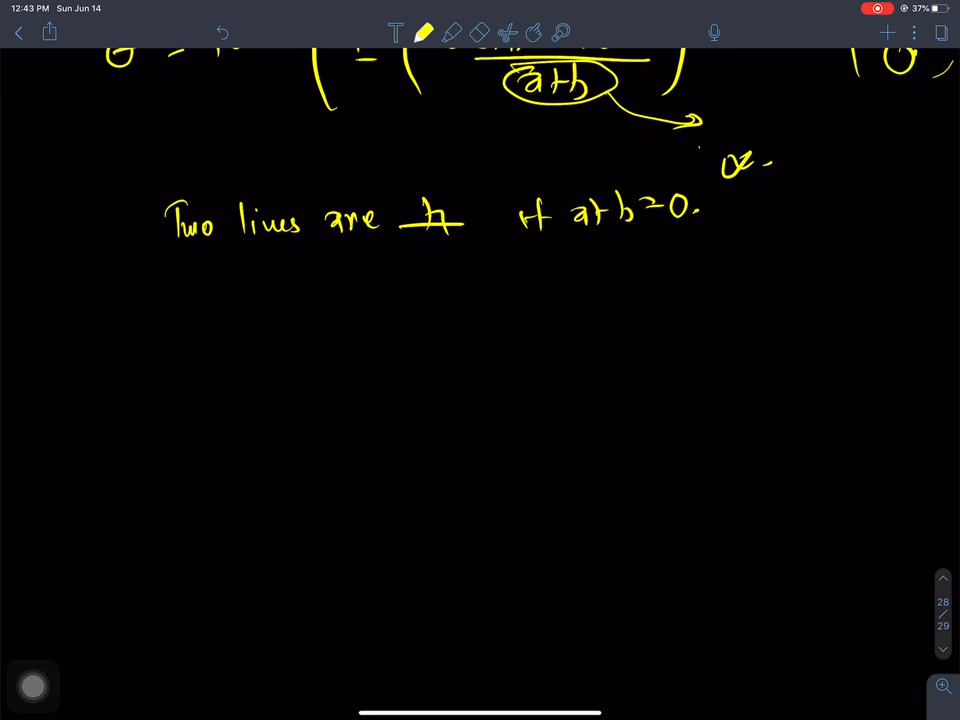 12:43 PM Sun Jun 14
37%
θ =
a+b
Two lines are if a+b=0.
28
/
29